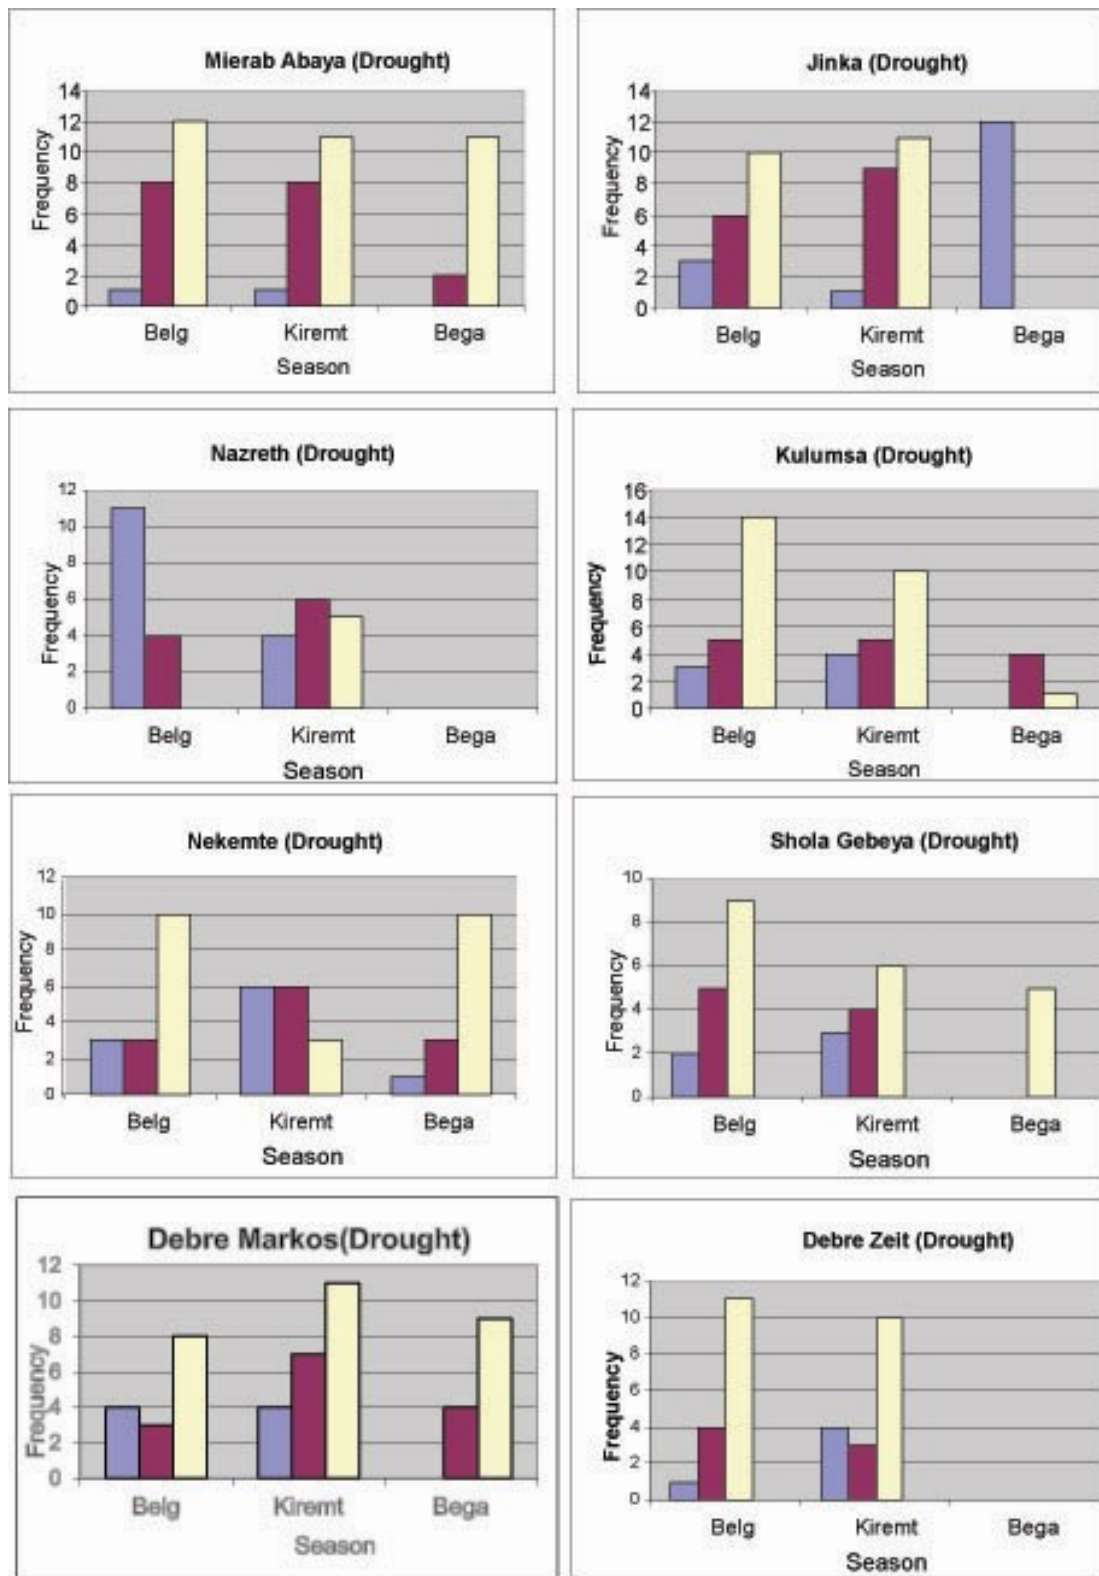 Mierab Abaya (Drought)
14
12
10
8
6
4
2
0
Frequency
Belg Kiremt Bega
Season
Jinka (Drought)
14
12
10
8
6
4
2
0
Frequency
Belg Kiremt Bega
Season
Nazreth (Drought)
12
10
8
6
4
2
0
Frequency
Belg Kiremt Bega
Season
Kulumsa (Drought)
16
14
12
10
8
6
4
2
0
Frequency
Belg Kiremt Bega
Season
Nekemte (Drought)
12
10
8
6
4
2
0
Frequency
Belg Kiremt Bega
Season
Shola Gebeya (Drought)
10
8
6
4
2
0
Frequency
Belg Kiremt Bega
Season
Debre Markos(Drought)
12
10
8
6
4
2
0
Frequency
Belg Kiremt Bega
Season
Debre Zeit (Drought)
12
10
8
6
4
2
0
Frequency
Belg Kiremt Bega
Season